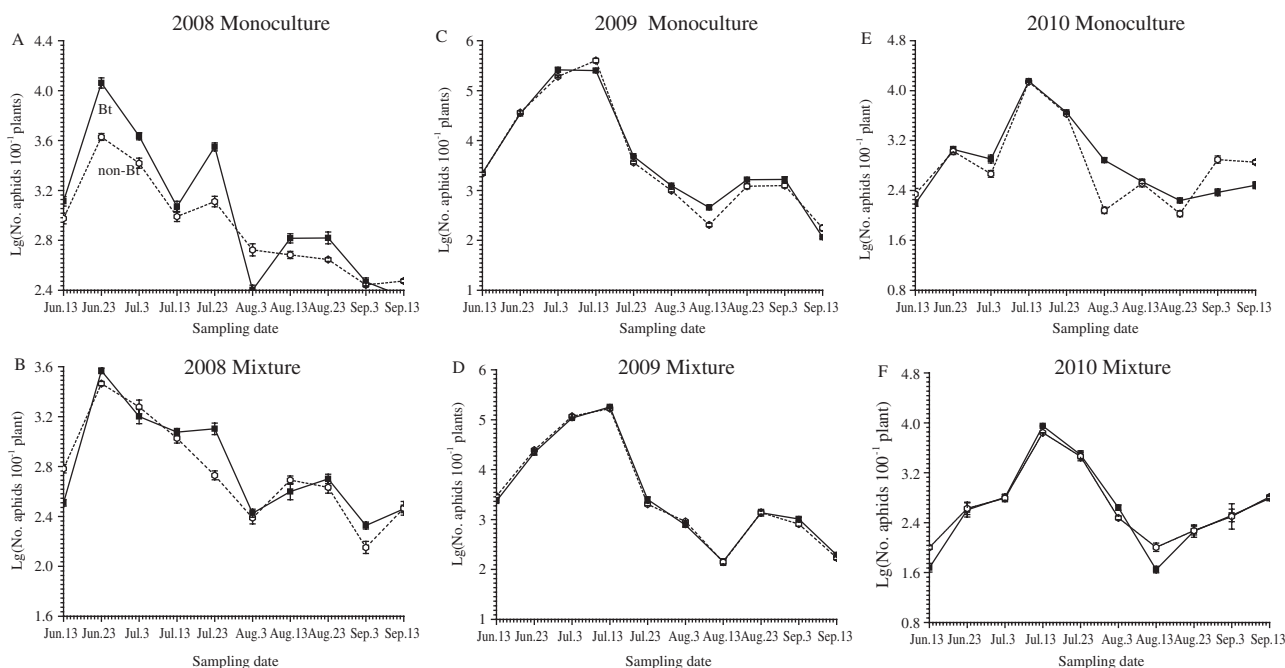 A
2008 Monoculture
Lg(No. aphids 100⁻¹ plants)
4.4
4.0
3.6
3.2
2.8
2.4
Bt
non-Bt
Jun.13 Jun.23 Jul.3 Jul.13 Jul.23 Aug.3 Aug.13 Aug.23 Sep.3 Sep.13
Sampling date
C
2009 Monoculture
Lg(No. aphids 100⁻¹ plants)
6
5
4
3
2
1
Jun.13 Jun.23 Jul.3 Jul.13 Jul.23 Aug.3 Aug.13 Aug.23 Sep.3 Sep.13
Sampling date
E
2010 Monoculture
Lg(No. aphids 100⁻¹ plant)
4.8
4.0
3.2
2.4
1.6
0.8
Jun.13 Jun.23 Jul.3 Jul.13 Jul.23 Aug.3 Aug.13 Aug.23 Sep.3 Sep.13
Sampling date
B
2008 Mixture
Lg(No. aphids 100⁻¹ plant)
3.6
3.2
2.8
2.4
2.0
1.6
Jun.13 Jun.23 Jul.3 Jul.13 Jul.23 Aug.3 Aug.13 Aug.23 Sep.3 Sep.13
Sampling date
D
2009 Mixture
Lg(No. aphids 100⁻¹ plants)
6
5
4
3
2
1
Jun.13 Jun.23 Jul.3 Jul.13 Jul.23 Aug.3 Aug.13 Aug.23 Sep.3 Sep.13
Sampling date
F
2010 Mixture
Lg(No. aphids 100⁻¹ plant)
4.8
4.0
3.2
2.4
1.6
0.8
Jun.13 Jun.23 Jul.3 Jul.13 Jul.23 Aug.3 Aug.13 Aug.23 Sep.3 Sep.13
Sampling date